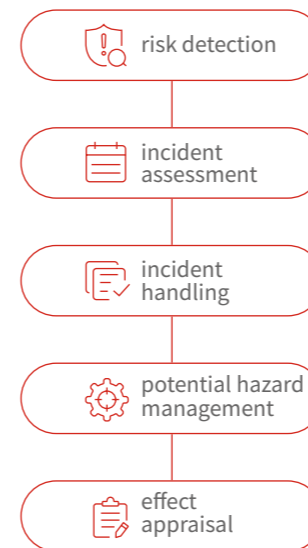 risk detection
incident
assessment
incident
handling
potential hazard
management
effect
appraisal